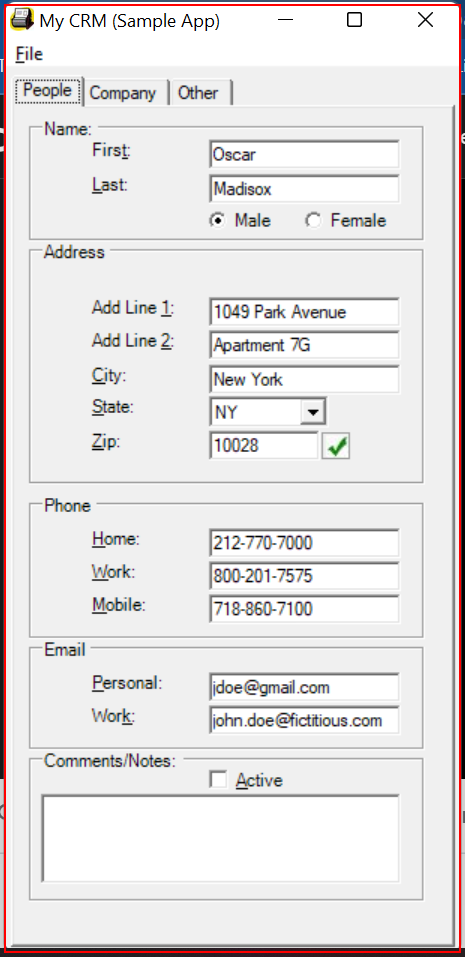 My CRM (Sample App)
File
People Company Other
Name:
First: Oscar
Last: Madisox
Male Female
Address
Add Line 1: 1049 Park Avenue
Add Line 2: Apartment 7G
City: New York
State: NY
Zip: 10028
Phone
Home: 212-770-7000
Work: 800-201-7575
Mobile: 718-860-7100
Email
Personal: jdoe@gmail.com
Work: john.doe@fictitious.com
Comments/Notes:
Active